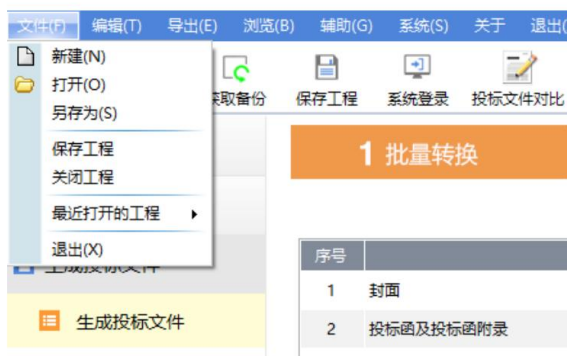 文件(F) 编辑(T) 导出(E) 浏览(B) 辅助(G) 系统(S) 关于 退出(
新建(N)
打开(O)
另存为(S)
保存工程
关闭工程
最近打开的工程
退出(X)
取备份 保存工程 系统登录 投标文件对比
1 批量转换
序号
1 封面
2 投标函及投标函附录
生成投标文件
生成投标文件